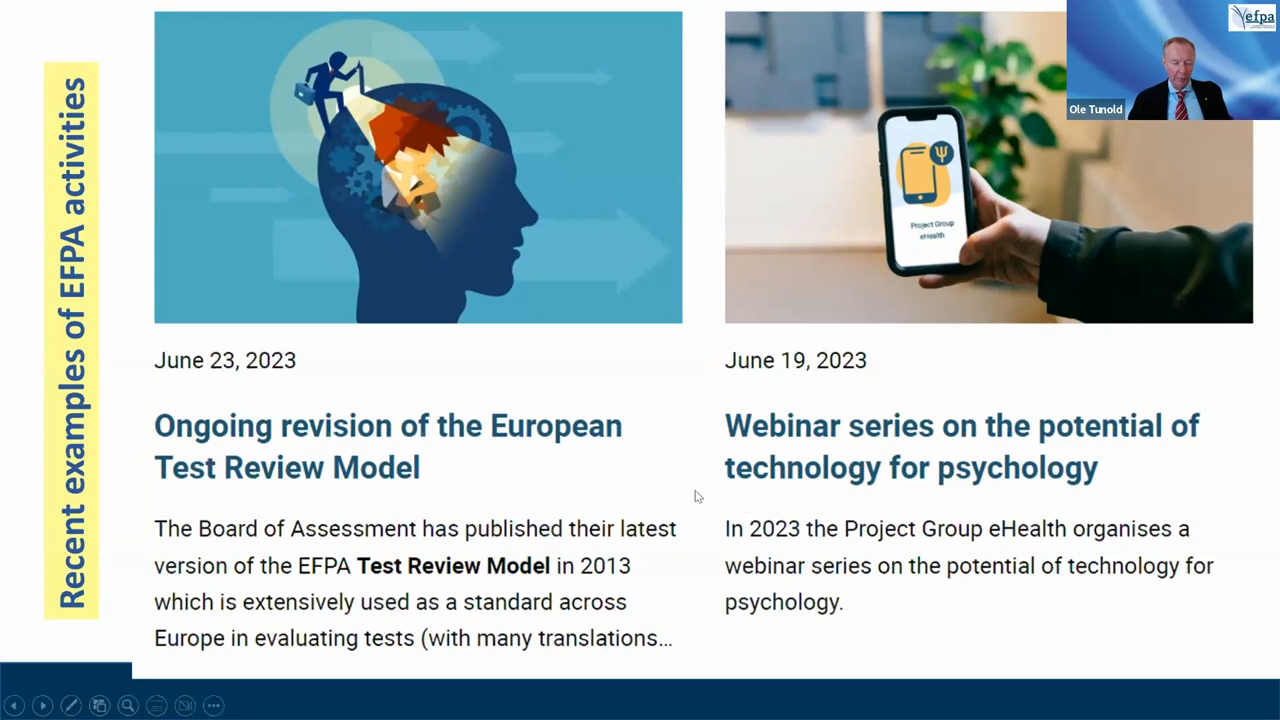 Recent examples of EFPA activities
efpa
Ole Tunold
Project Group
eHealth
June 23, 2023
Ongoing revision of the European
Test Review Model
The Board of Assessment has published their latest
version of the EFPA Test Review Model in 2013
which is extensively used as a standard across
Europe in evaluating tests (with many translations...
June 19, 2023
Webinar series on the potential of
technology for psychology
In 2023 the Project Group eHealth organises a
webinar series on the potential of technology for
psychology.